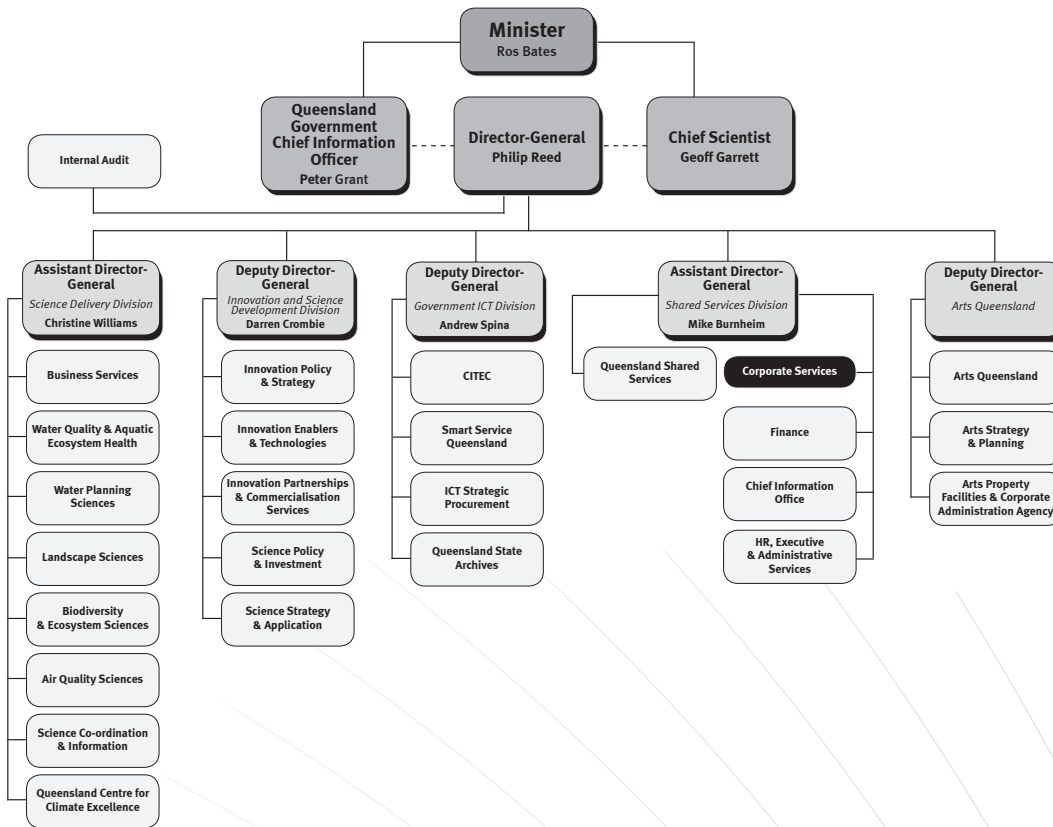 Minister
Ros Bates
Queensland
Government
Chief Information
Officer
Peter Grant
Director-General
Philip Reed
Chief Scientist
Geoff Garrett
Internal Audit
Assistant Director-
General
Science Delivery Division
Christine Williams
Business Services
Water Quality & Aquatic
Ecosystem Health
Water Planning
Sciences
Landscape Sciences
Biodiversity
& Ecosystem Sciences
Air Quality Sciences
Science Co-ordination
& Information
Queensland Centre for
Climate Excellence
Deputy Director-
General
Innovation and Science
Development Division
Darren Crombie
Innovation Policy
& Strategy
Innovation Enablers
& Technologies
Innovation Partnerships
& Commercialisation
Services
Science Policy
& Investment
Science Strategy
& Application
Deputy Director-
General
Government ICT Division
Andrew Spina
CITEC
Smart Service
Queensland
ICT Strategic
Procurement
Queensland State
Archives
Assistant Director-
General
Shared Services Division
Mike Burnheim
Queensland Shared
Services
Corporate Services
Finance
Chief Information
Office
HR, Executive
& Administrative
Services
Deputy Director-
General
Arts Queensland
Arts Queensland
Arts Strategy
& Planning
Arts Property
Facilities & Corporate
Administration Agency